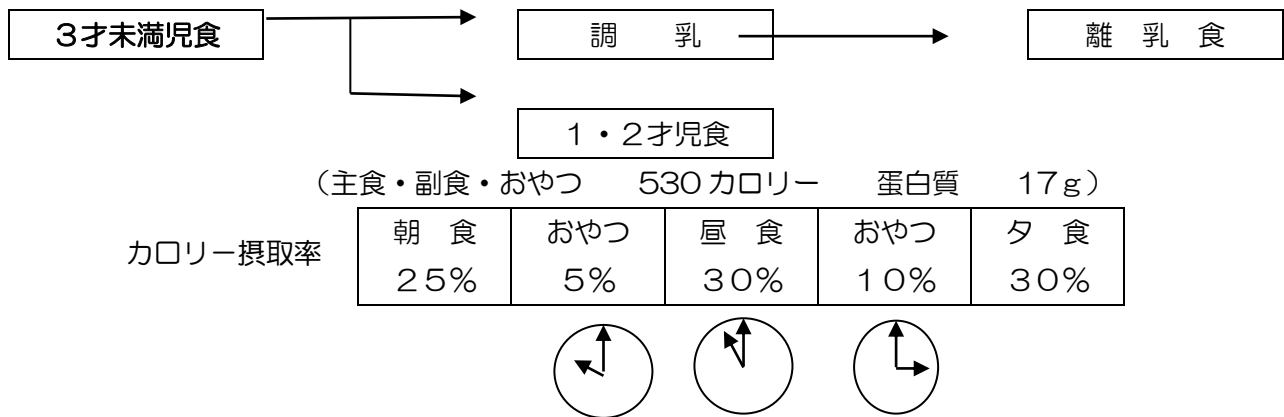 3才未満児食
調　乳
離　乳　食
1・2才児食
（主食・副食・おやつ　530カロリー　蛋白質　17g）
カロリー摂取率
朝　食　おやつ　昼　食　おやつ　夕　食
25%　5%　30%　10%　30%